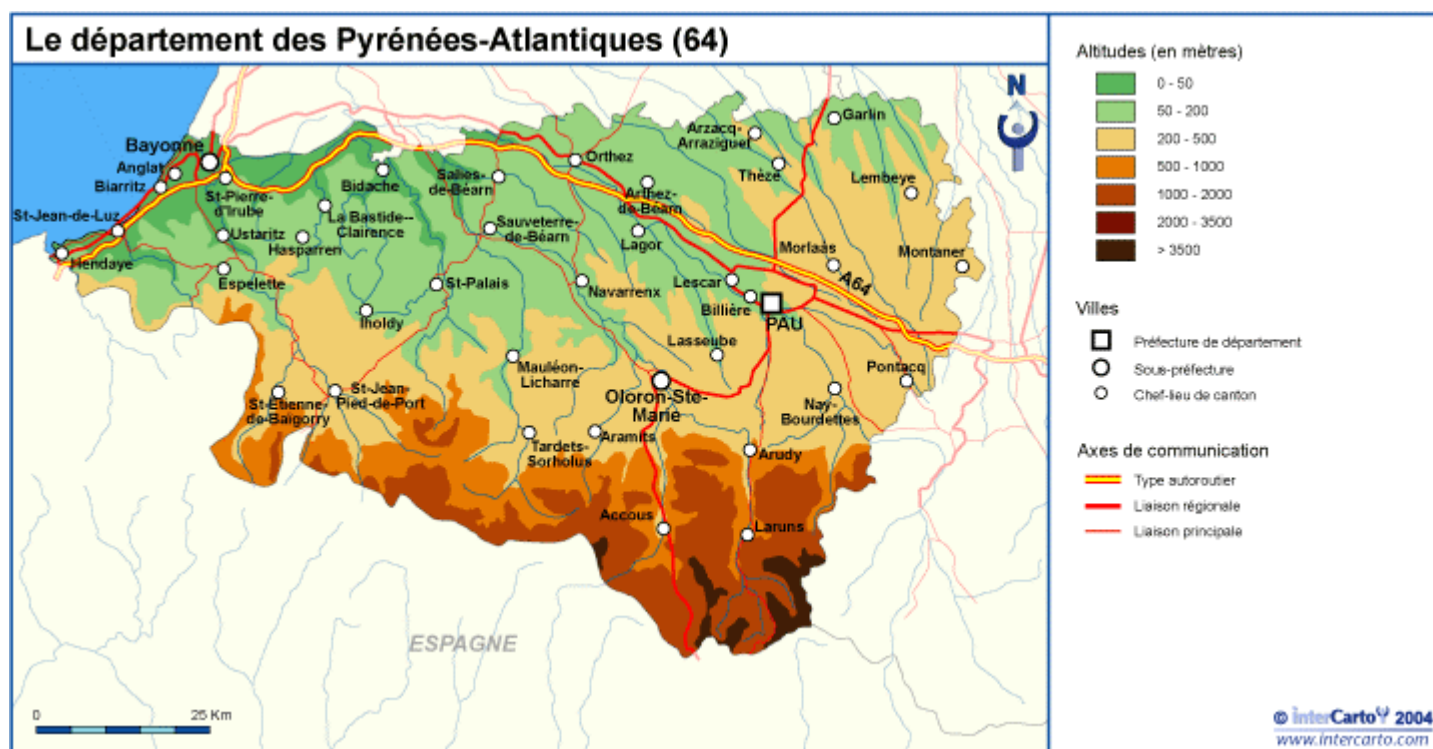 Le département des Pyrénées-Atlantiques (64)
N
Bayonne
Anglat
Biarritz
St-Jean-de-Luz
Hendaye
St-Pierre-
d'Irube
Ustaritz
Espelette
Bidache
La Bastide--
Clairence
Hasparren
Iholdy
St-Palais
Salies-
de-Béarn
Sauveterre-
de-Béarn
Orthez
Arthez-
de-Béarn
Lagor
Navarrenx
Arzacq-
Arraziguet
Thèze
Garlin
Lembeye
Morlaás
Montaner
A64
Lescar
Billière
PAU
Lasseube
Pontacq
Mauléon-
Licharre
Oloron-Ste-
Marie
Nay-
Bourdettes
St-Etienne-
de-Baigorry
St-Jean-
Pied-de-Port
Tardets-
Sorholus
Aramits
Arudy
Accous
Laruns
ESPAGNE
0 25 Km
Altitudes (en mètres)
0 - 50
50 - 200
200 - 500
500 - 1000
1000 - 2000
2000 - 3500
> 3500
Villes
Préfecture de département
Sous-préfecture
Chef-lieu de canton
Axes de communication
Type autoroutier
Liaison régionale
Liaison principale
© interCarto 2004
www.intercarto.com